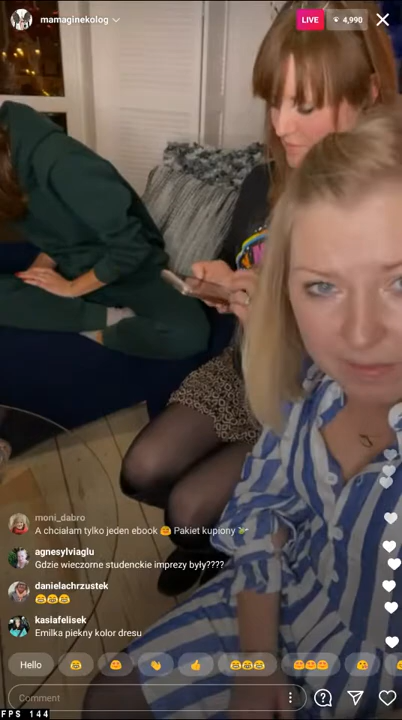 mamaginekolog
LIVE
4,990
moni_dabro
A chciałam tylko jeden ebook Pakiet kupiony
agnesylviaglu
Gdzie wieczorne studenckie imprezy były????
danielachrzustek
kasiafelisek
Emilka piekny kolor dresu
Hello
Comment
FPS 144